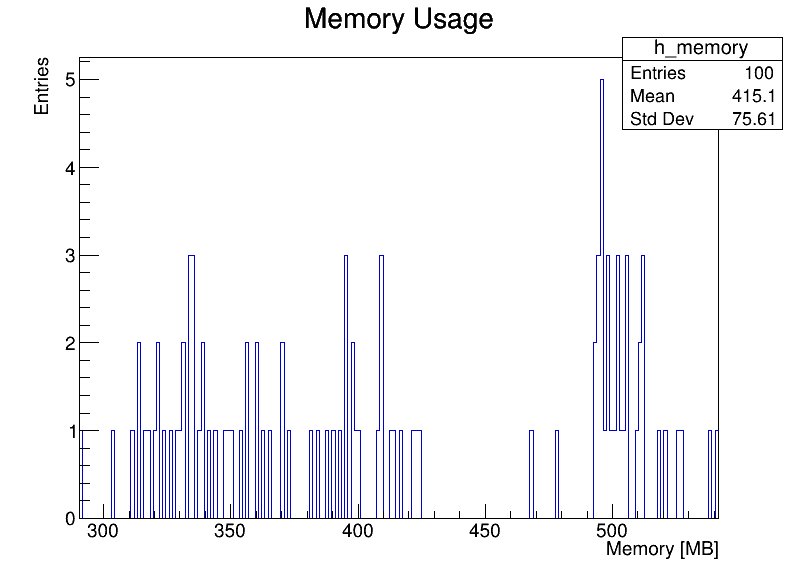 Memory Usage
h_memory
Entries 100
Mean 415.1
Std Dev 75.61
Entries
5
4
3
2
1
0
300 350 400 450 500
Memory [MB]